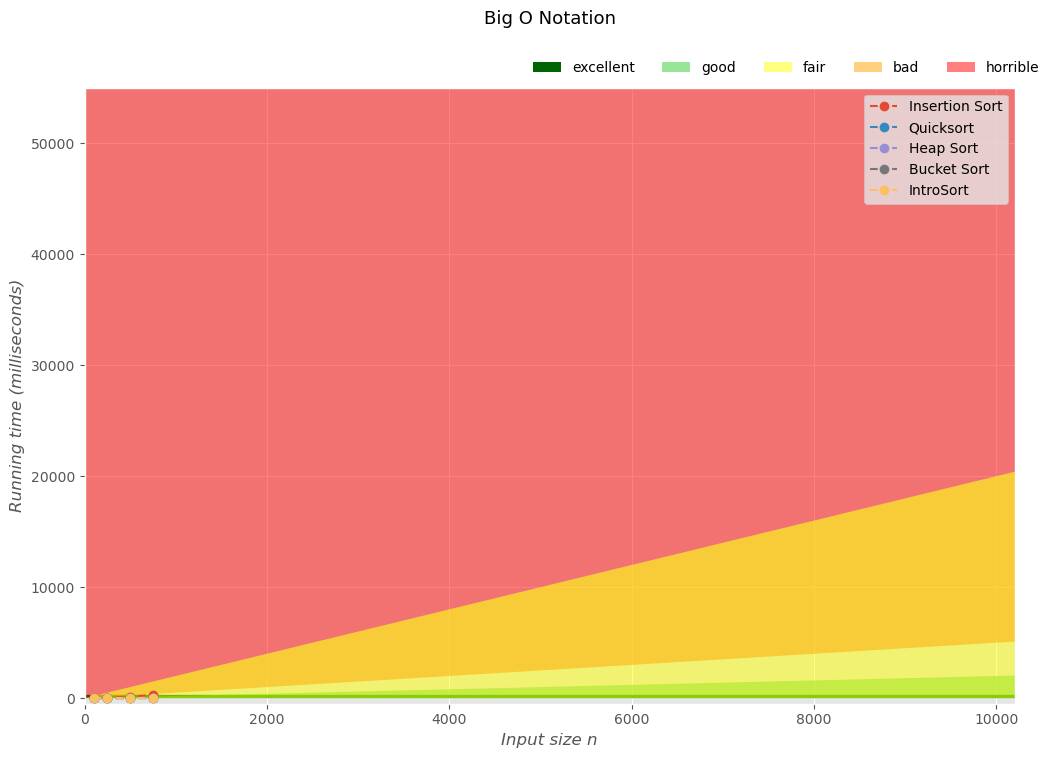 Big O Notation
excellent good fair bad horrible
Insertion Sort
Quicksort
Heap Sort
Bucket Sort
IntroSort
50000
40000
30000
20000
10000
0
Running time (milliseconds)
0 2000 4000 6000 8000 10000
Input size n